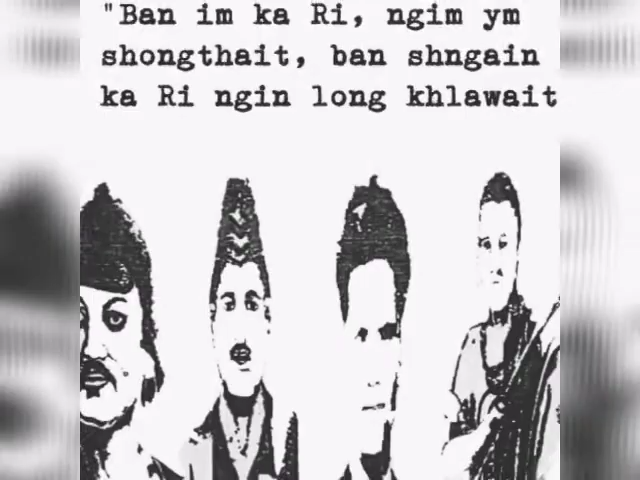 "Ban im ka Ri, ngim ym
shongthait, ban shngain
ka Ri ngin long khlawait